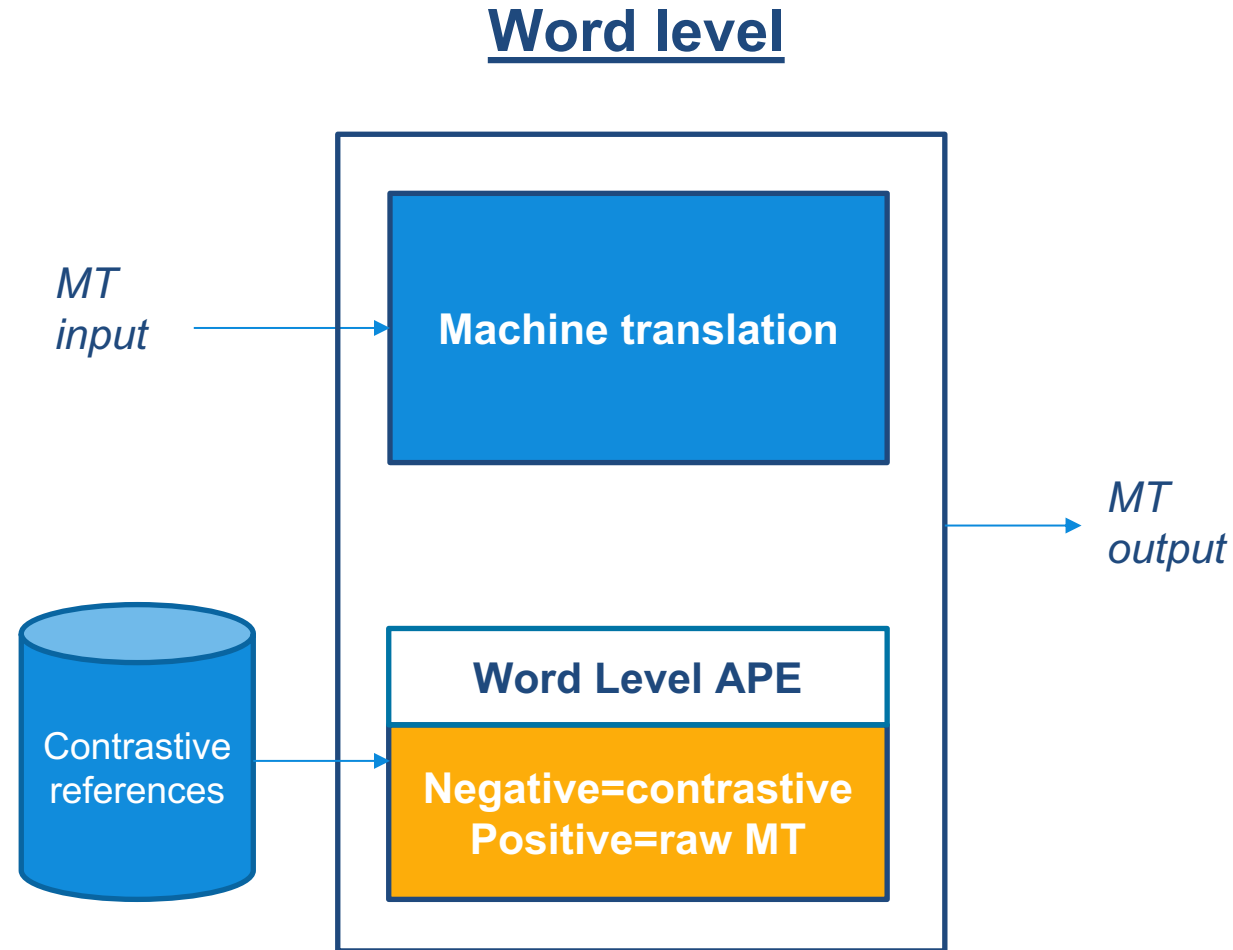 Word level
MT
input
Machine translation
MT
output
Contrastive
references
Word Level APE
Negative=contrastive
Positive=raw MT